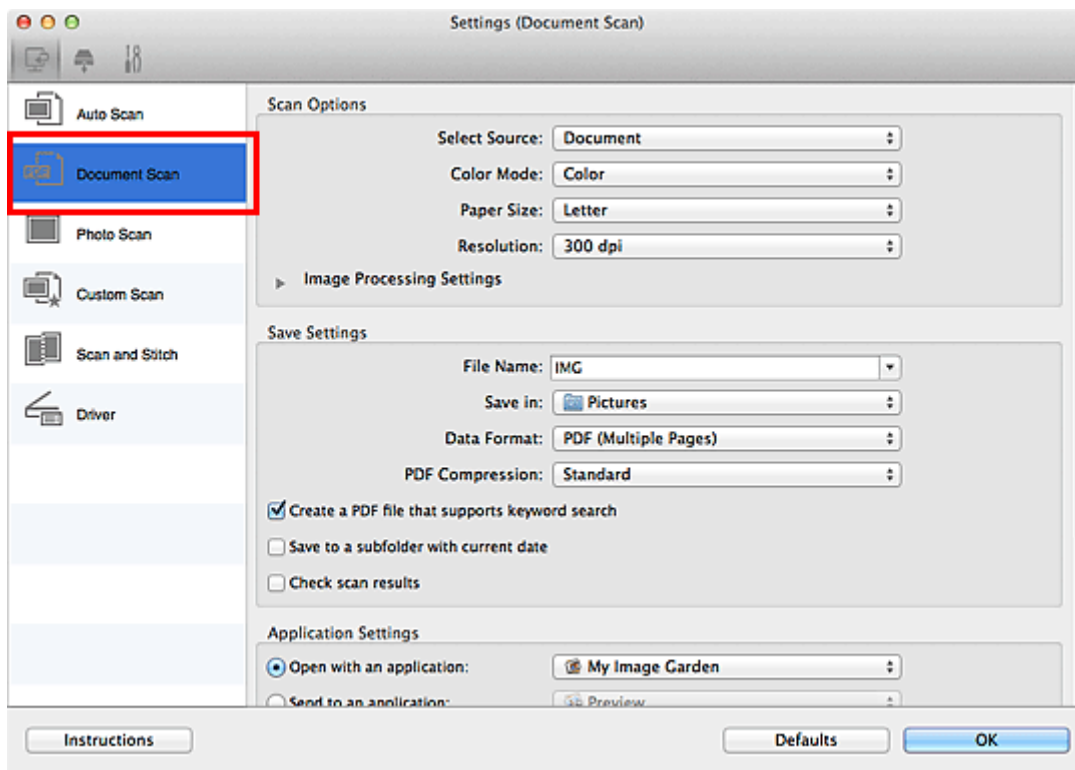 Settings (Document Scan)
Auto Scan
Document Scan
Photo Scan
Custom Scan
Scan and Stitch
Driver
Scan Options
Select Source: Document
Color Mode: Color
Paper Size: Letter
Resolution: 300 dpi
Image Processing Settings
Save Settings
File Name: IMG
Save in: Pictures
Data Format: PDF (Multiple Pages)
PDF Compression: Standard
Create a PDF file that supports keyword search
Save to a subfolder with current date
Check scan results
Application Settings
Open with an application: My Image Garden
Send to an application: Preview
Instructions
Defaults
OK